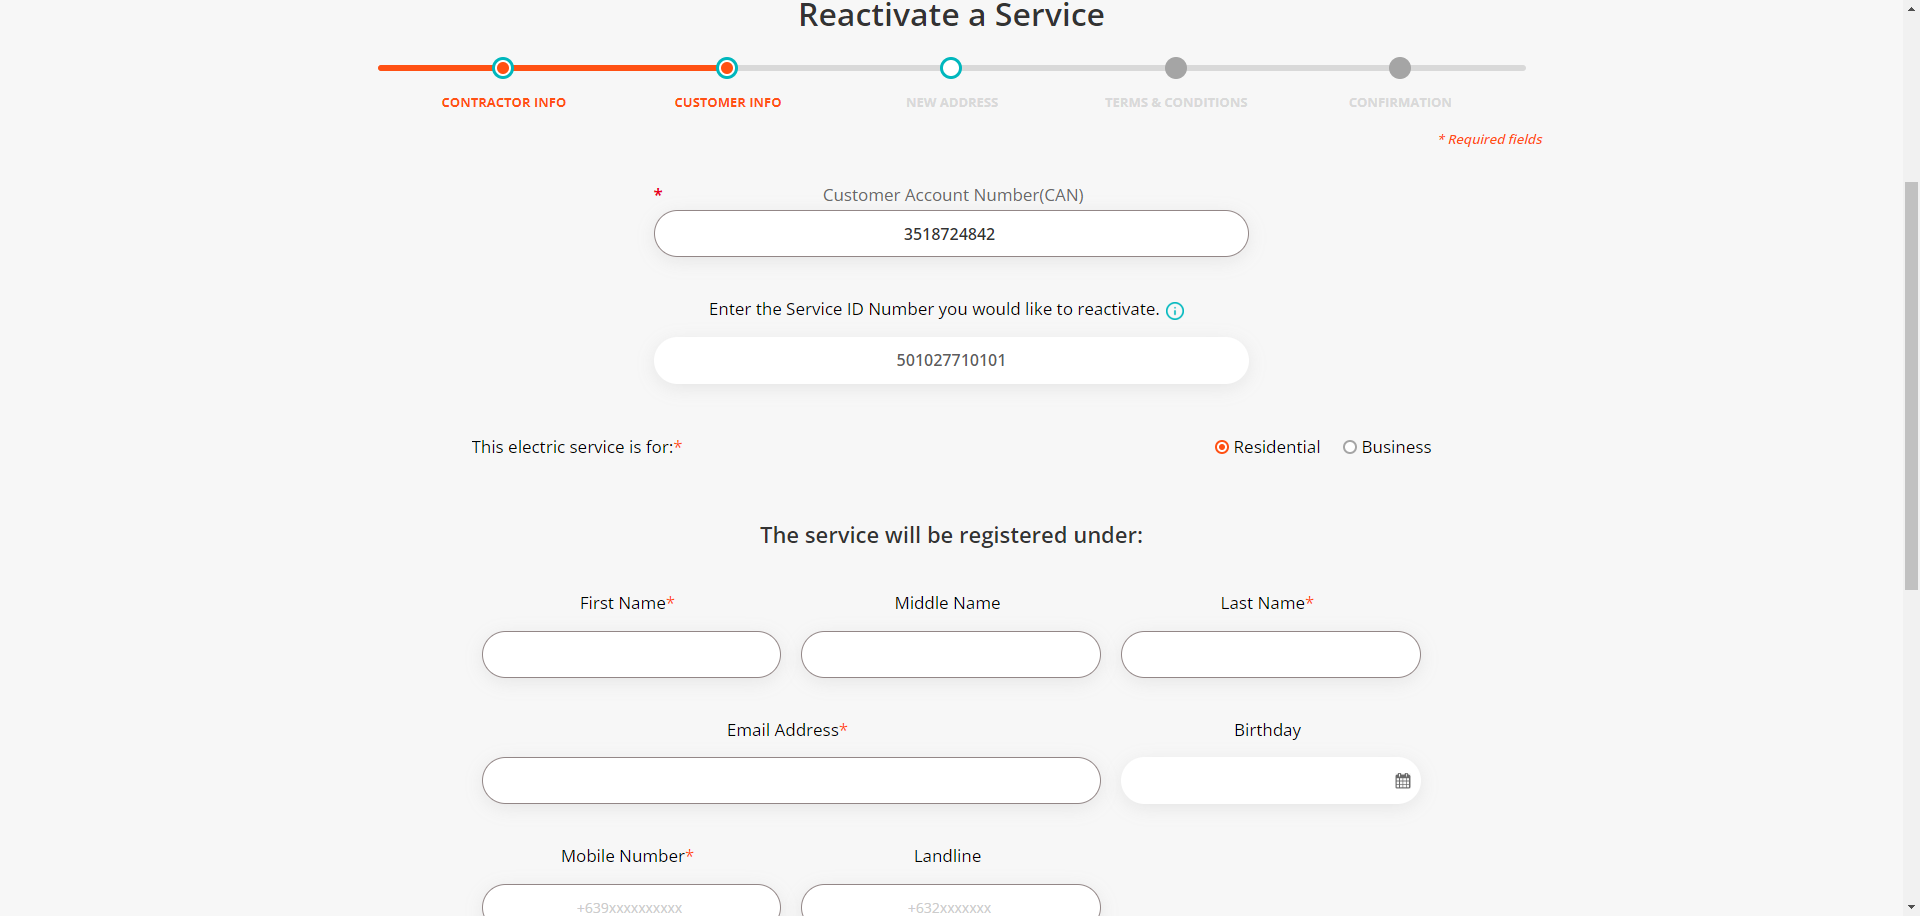 Reactivate a Service
CONTRACTOR INFO
CUSTOMER INFO
NEW ADDRESS
TERMS & CONDITIONS
CONFIRMATION
* Required fields
* Customer Account Number(CAN)
3518724842
Enter the Service ID Number you would like to reactivate.
501027710101
This electric service is for:*
Residential
Business
The service will be registered under:
First Name*
Middle Name
Last Name*
Email Address*
Birthday
Mobile Number*
Landline
+639xxxxxxxxxx
+632xxxxxxx